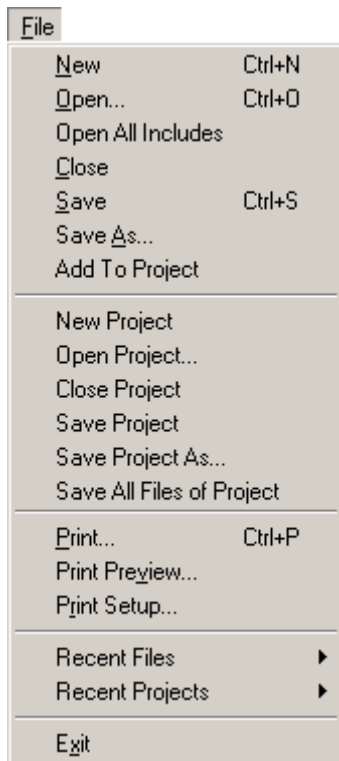 File
New Ctrl+N
Open... Ctrl+O
Open All Includes
Close
Save Ctrl+S
Save As...
Add To Project
New Project
Open Project...
Close Project
Save Project
Save Project As...
Save All Files of Project
Print... Ctrl+P
Print Preview...
Print Setup...
Recent Files
Recent Projects
Exit